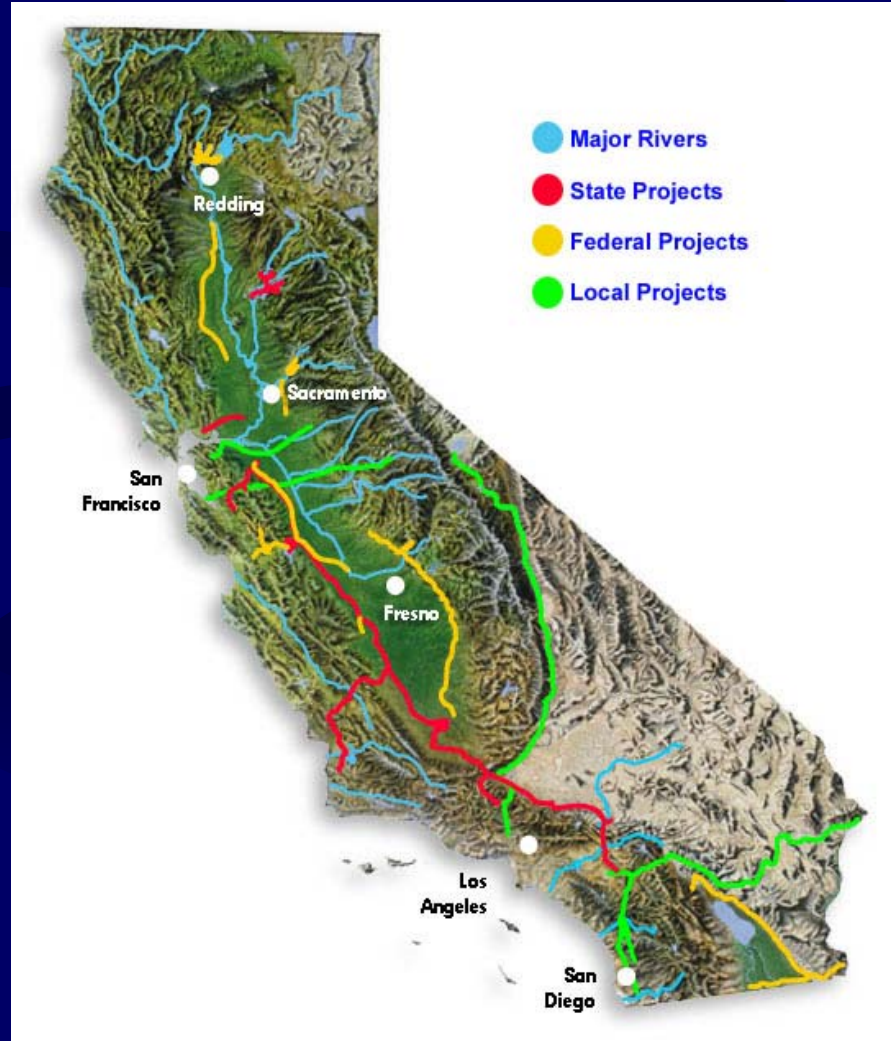 Major Rivers
State Projects
Federal Projects
Local Projects
Redding
Sacramento
San
Francisco
Fresno
Los
Angeles
San
Diego